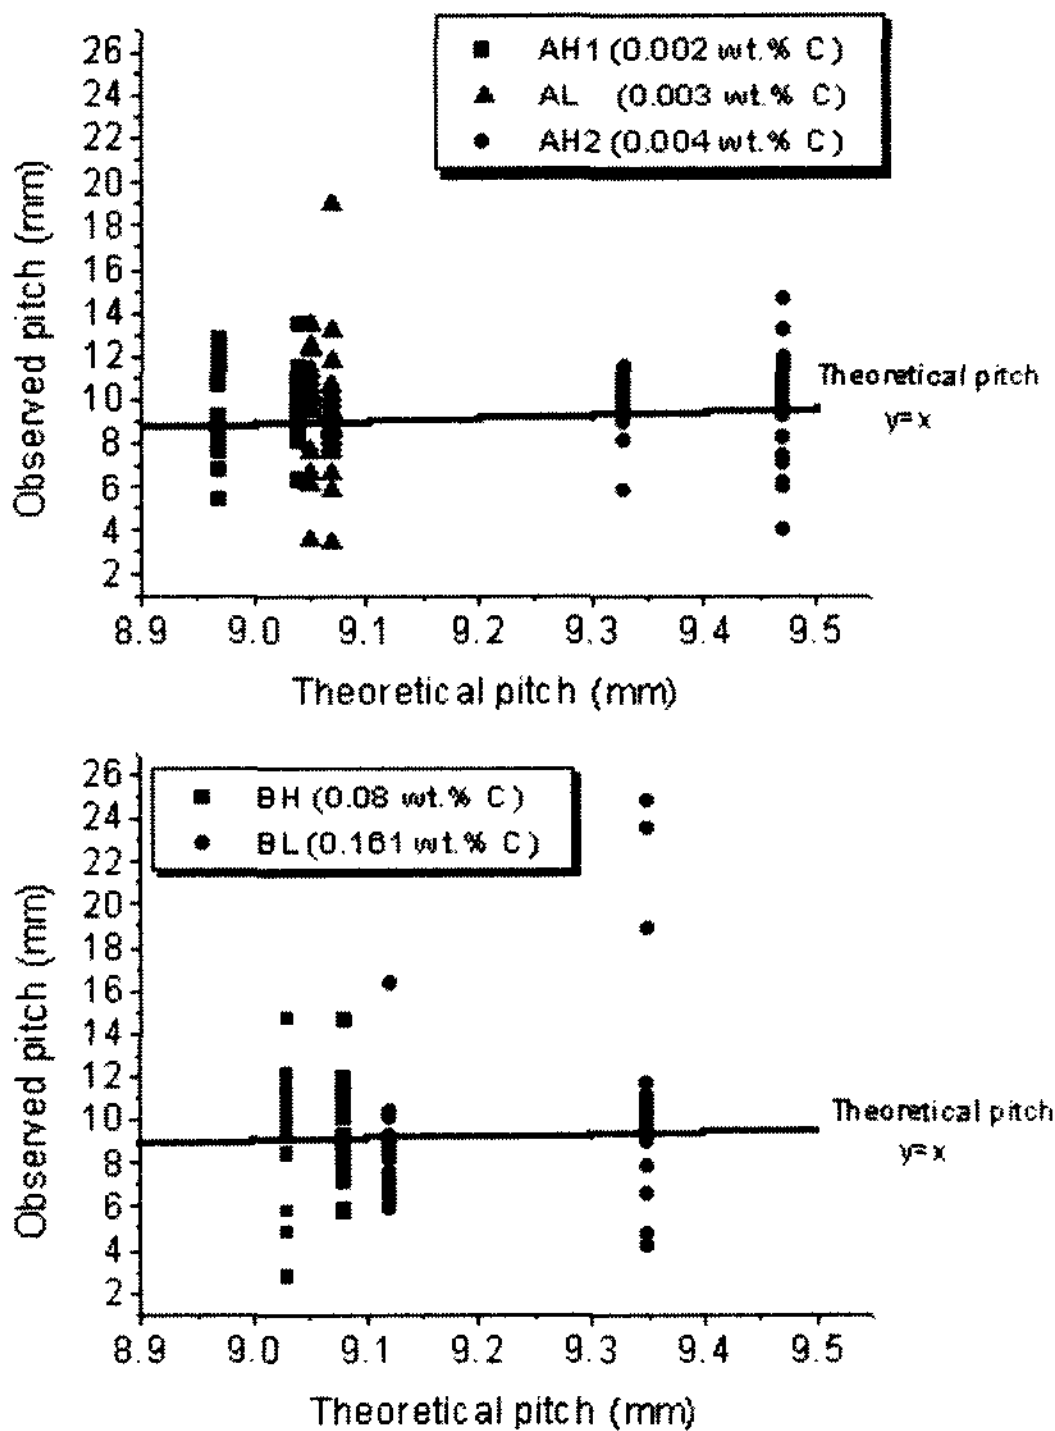 26
24
22
20
18
16
14
12
10
8
6
4
2
Observed pitch (mm)
AH1 (0.002 wt.% C)
AL (0.003 wt.% C)
AH2 (0.004 wt.% C)
Theoretical pitch
y=x
8.9 9.0 9.1 9.2 9.3 9.4 9.5
Theoretical pitch (mm)
26
24
22
20
18
16
14
12
10
8
6
4
2
Observed pitch (mm)
BH (0.08 wt.% C)
BL (0.161 wt.% C)
Theoretical pitch
y=x
8.9 9.0 9.1 9.2 9.3 9.4 9.5
Theoretical pitch (mm)